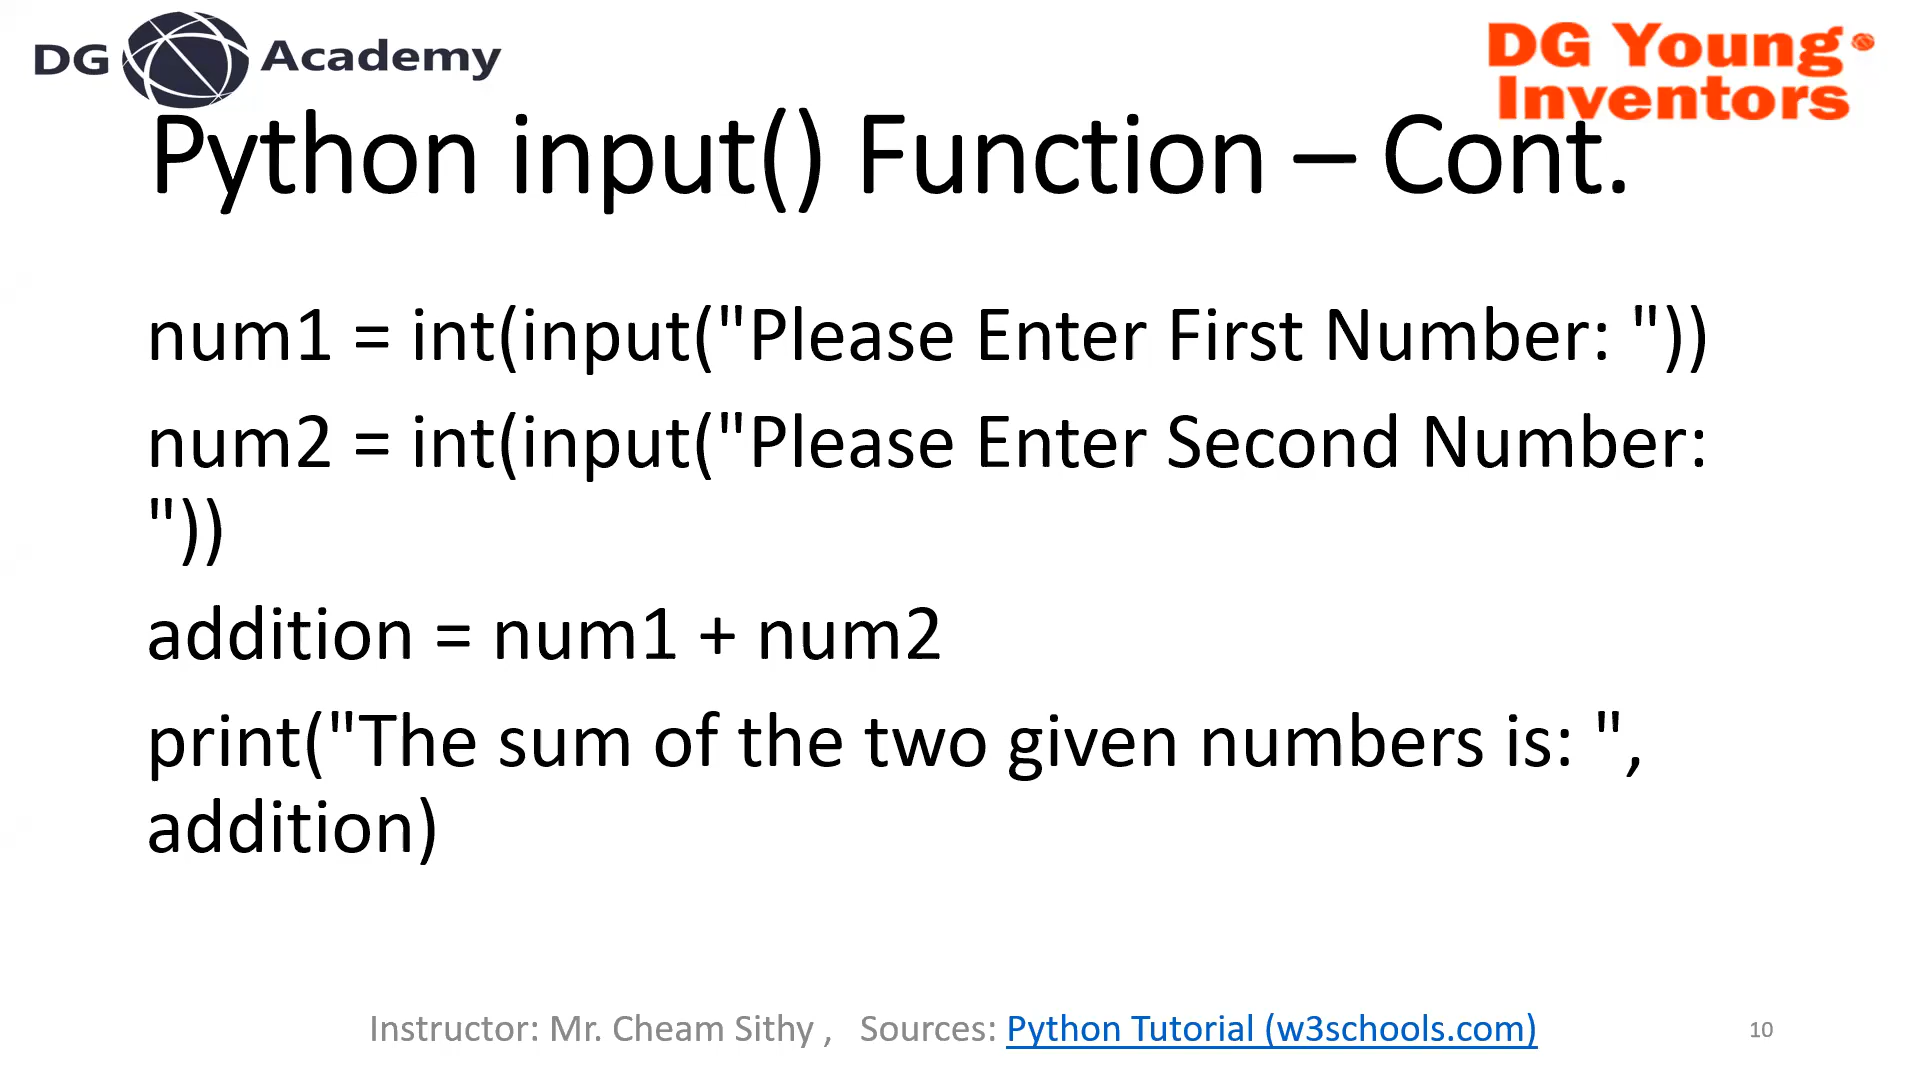 DG Academy
DG Young
Inventors
Python input() Function – Cont.
num1 = int(input("Please Enter First Number: "))
num2 = int(input("Please Enter Second Number:
"))
addition = num1 + num2
print("The sum of the two given numbers is: ",
addition)
Instructor: Mr. Cheam Sithy ,   Sources: Python Tutorial (w3schools.com)
10